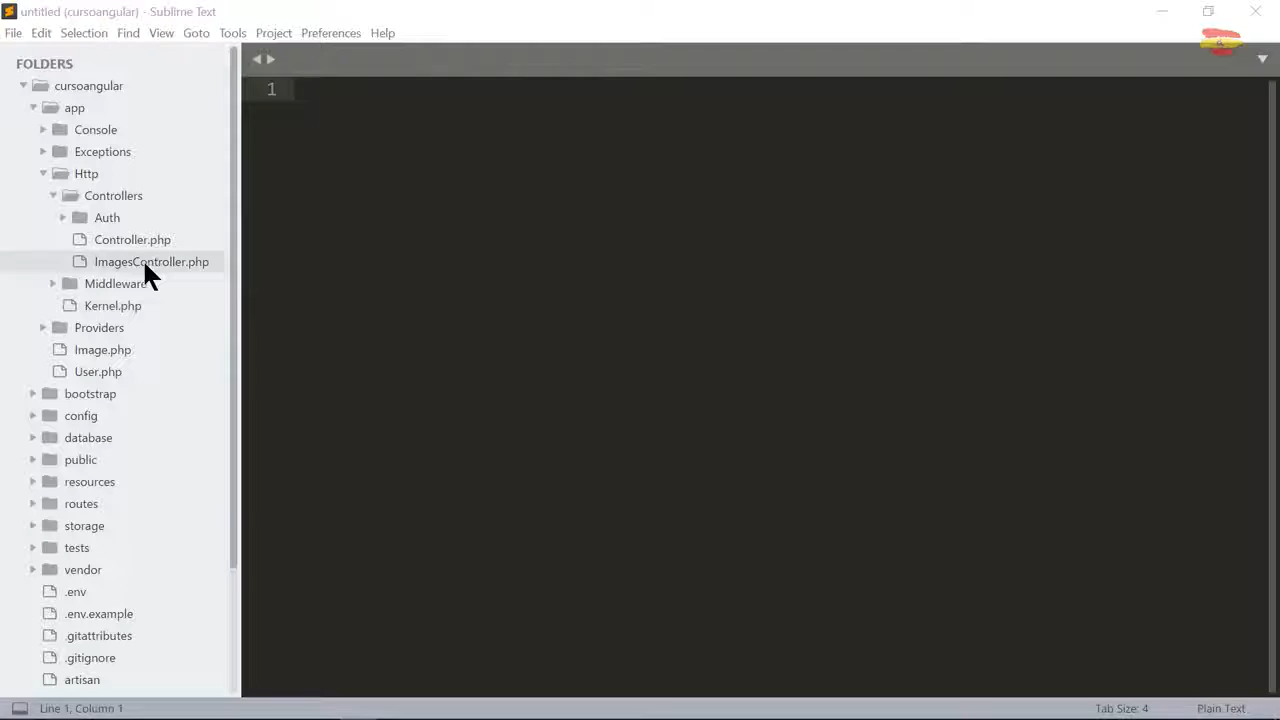 untitled (cursoangular) - Sublime Text
File Edit Selection Find View Goto Tools Project Preferences Help
FOLDERS
cursoangular
app
Console
Exceptions
Http
Controllers
Auth
Controller.php
ImagesController.php
Middleware
Kernel.php
Providers
Image.php
User.php
bootstrap
config
database
public
resources
routes
storage
tests
vendor
.env
.env.example
.gitattributes
.gitignore
artisan
1
Line 1, Column 1
Tab Size: 4
Plain Text